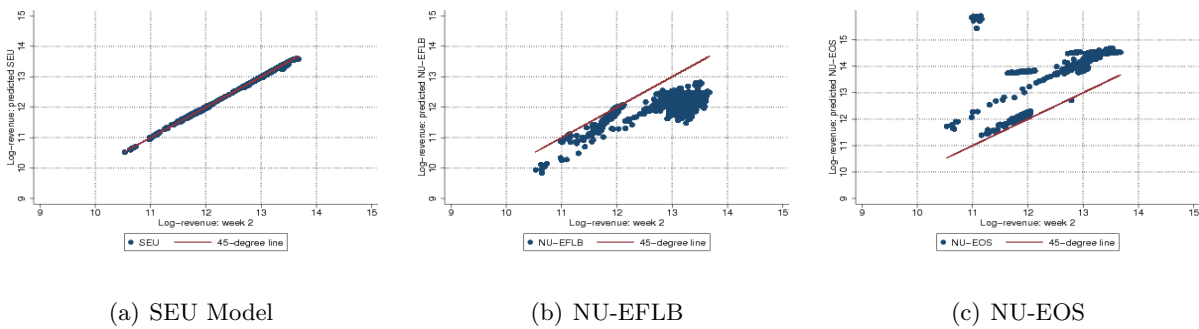 Log-revenue: predicted SEU
9 10 11 12 13 14 15
9 10 11 12 13 14 15
Log-revenue: week 2
SEU 45-degree line
(a) SEU Model
Log-revenue: predicted NU-EFLB
9 10 11 12 13 14 15
9 10 11 12 13 14 15
Log-revenue: week 2
NU-EFLB 45-degree line
(b) NU-EFLB
Log-revenue: predicted NU-EOS
9 10 11 12 13 14 15
9 10 11 12 13 14 15
Log-revenue: week 2
NU-EOS 45-degree line
(c) NU-EOS